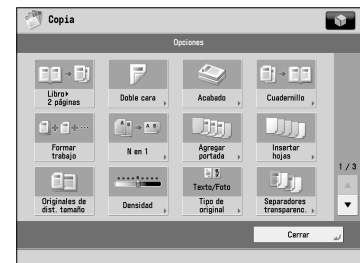 Copia
Opciones
Libro▸
2 páginas
Doble cara
Acabado
Cuadernillo
Formar
trabajo
N en 1
Agregar
portada
Insertar
hojas
1 / 3
Originales de
dist. tamaño
Densidad
Texto/Foto
Tipo de
original
Separadores
transparenc.
Cerrar